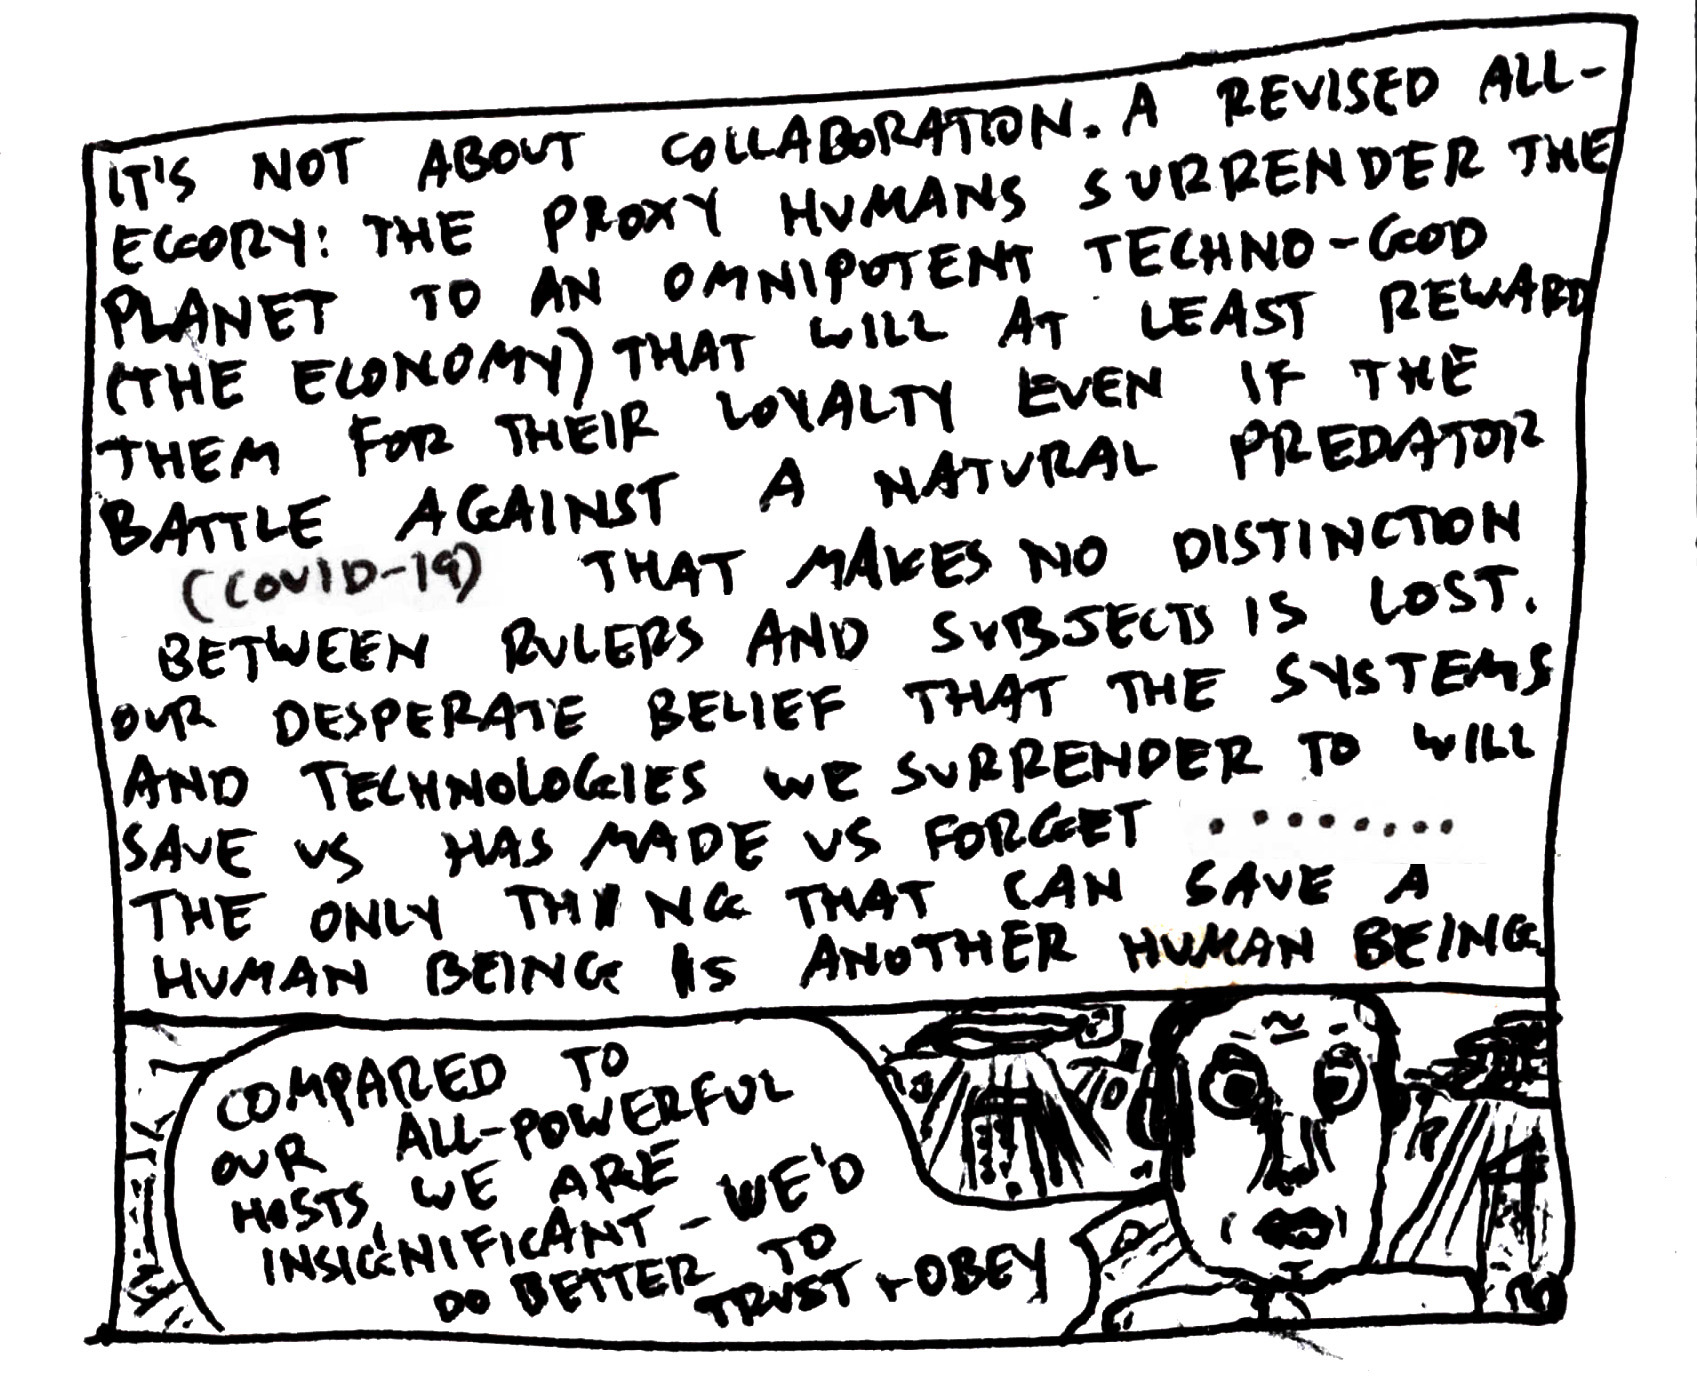 IT'S NOT ABOUT COLLABORATION. A REVISED ALL-
EGORY: THE PROXY HUMANS SURRENDER THE
PLANET TO AN OMNIPOTENT TECHNO-GOD
(THE ECONOMY) THAT WILL AT LEAST REWARD
THEM FOR THEIR LOYALTY EVEN IF THE
BATTLE AGAINST A NATURAL PREDATOR
(COVID-19) THAT MAKES NO DISTINCTION
BETWEEN RULERS AND SUBJECTS IS LOST.
OUR DESPERATE BELIEF THAT THE SYSTEMS
AND TECHNOLOGIES WE SURRENDER TO WILL
SAVE US HAS MADE US FORGET ........
THE ONLY THING THAT CAN SAVE A
HUMAN BEING IS ANOTHER HUMAN BEING.
COMPARED TO
OUR ALL-POWERFUL
HOSTS, WE ARE
INSIGNIFICANT - WE'D
DO BETTER TO
TRUST + OBEY